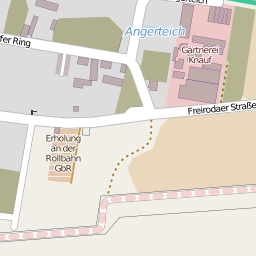 Angerteich
Gärtnerei
Knauf
fer Ring
Freirodaer Straße
Erholung
an der
Rollbahn
GbR